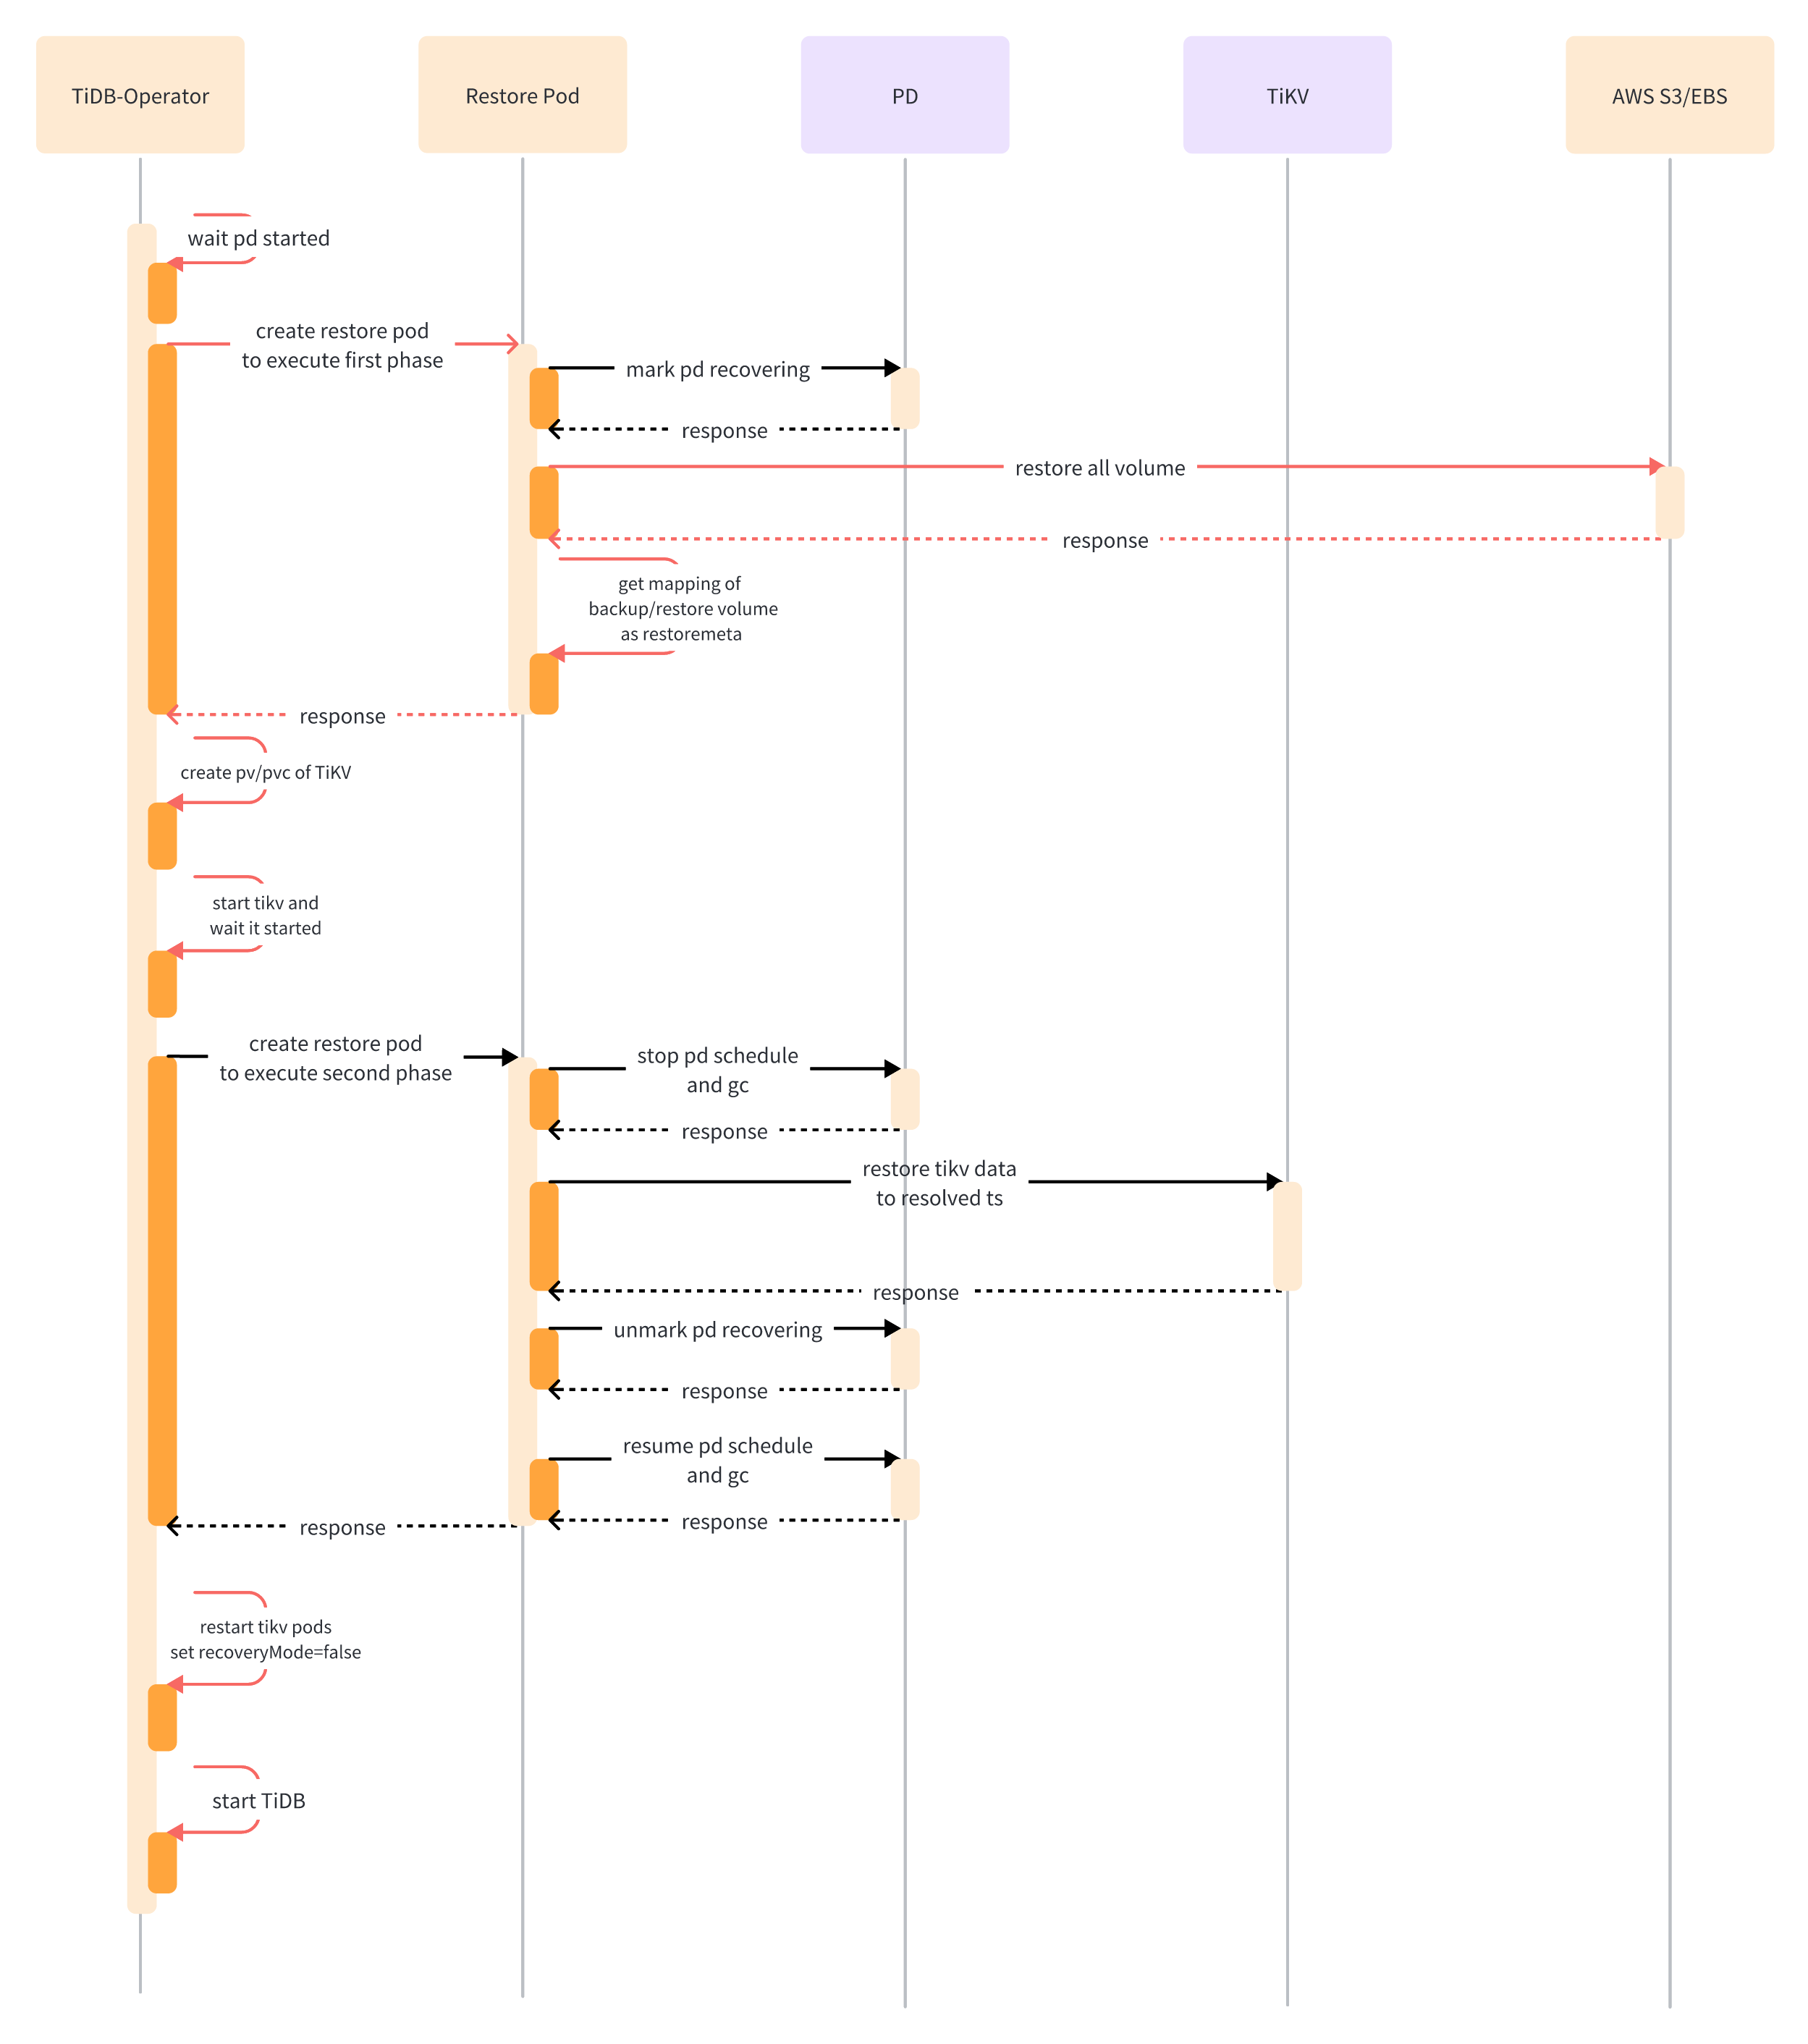 TiDB-Operator
Restore Pod
PD
TiKV
AWS S3/EBS
wait pd started
create restore pod
to execute first phase
mark pd recovering
response
restore all volume
response
get mapping of
backup/restore volume
as restoremeta
response
create pv/pvc of TiKV
start tikv and
wait it started
create restore pod
to execute second phase
stop pd schedule
and gc
response
restore tikv data
to resolved ts
response
unmark pd recovering
response
resume pd schedule
and gc
response
response
restart tikv pods
set recoveryMode=false
start TiDB